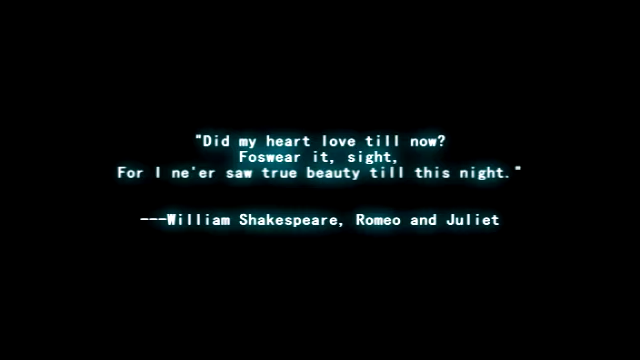 "Did my heart love till now?
Foswear it, sight,
For I ne'er saw true beauty till this night."
---William Shakespeare, Romeo and Juliet